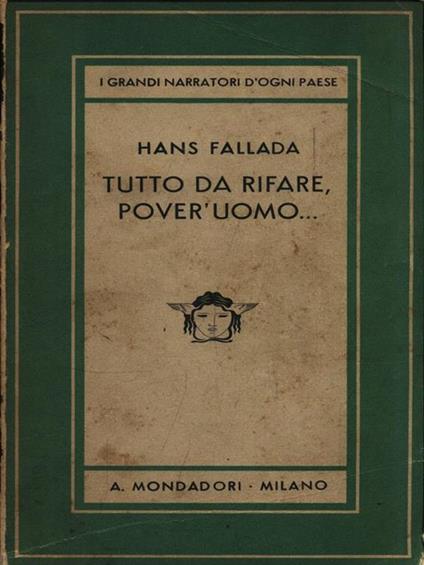 I GRANDI NARRATORI D'OGNI PAESE
HANS FALLADA
TUTTO DA RIFARE,
POVER'UOMO...
A. MONDADORI · MILANO